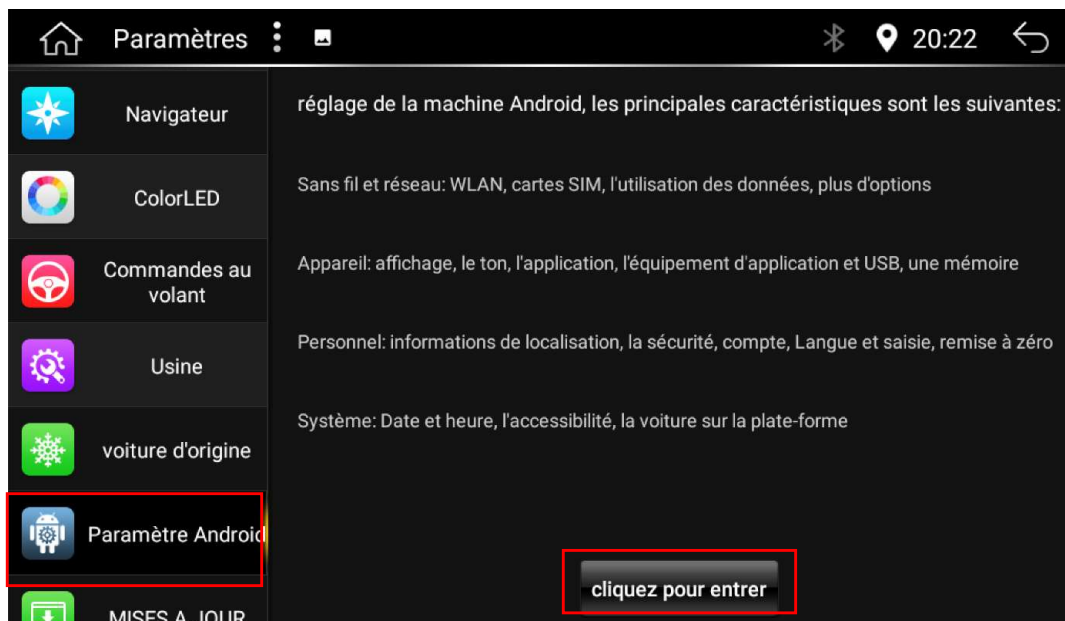 Paramètres
20:22
Navigateur
ColorLED
Commandes au
volant
Usine
voiture d'origine
Paramètre Android
MISES A JOUR
réglage de la machine Android, les principales caractéristiques sont les suivantes:
Sans fil et réseau: WLAN, cartes SIM, l'utilisation des données, plus d'options
Appareil: affichage, le ton, l'application, l'équipement d'application et USB, une mémoire
Personnel: informations de localisation, la sécurité, compte, Langue et saisie, remise à zéro
Système: Date et heure, l'accessibilité, la voiture sur la plate-forme
cliquez pour entrer